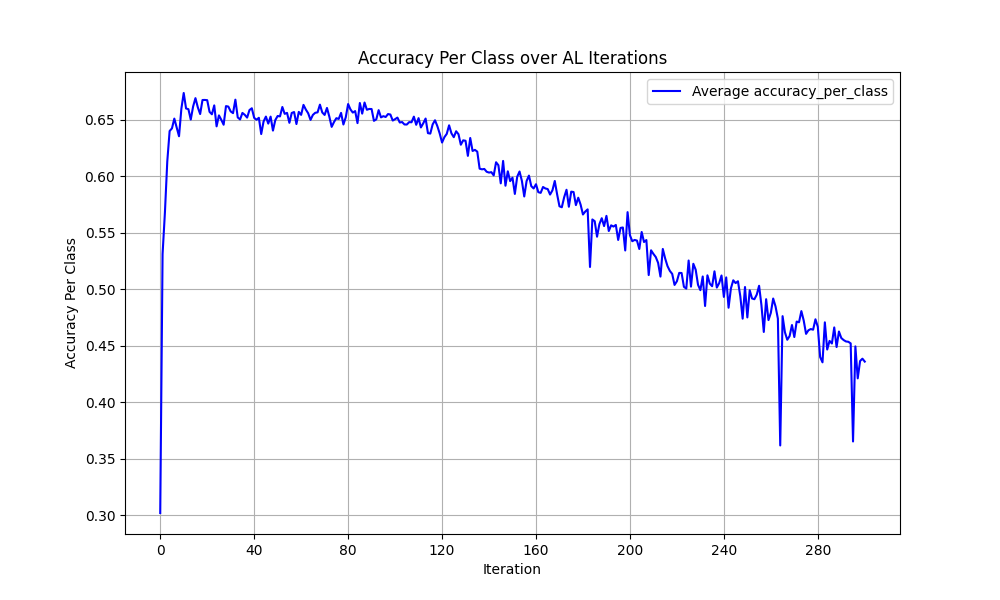 Accuracy Per Class over AL Iterations
Average accuracy_per_class
Accuracy Per Class
0.65
0.60
0.55
0.50
0.45
0.40
0.35
0.30
0 40 80 120 160 200 240 280
Iteration